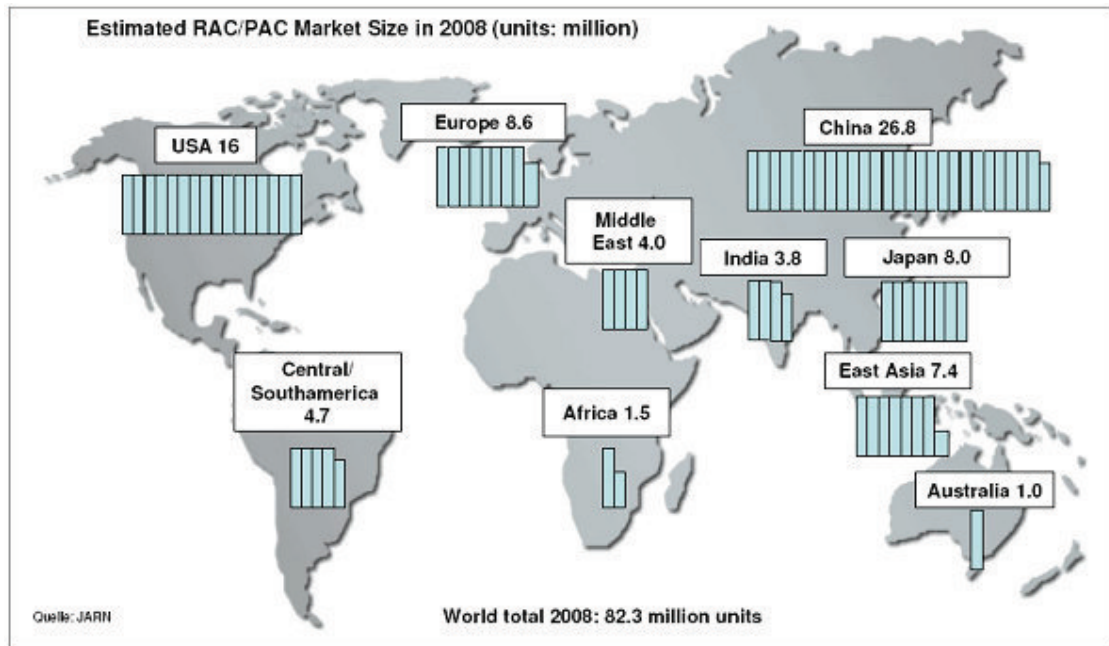 Estimated RAC/PAC Market Size in 2008 (units: million)
Europe 8.6
China 26.8
USA 16
Middle
East 4.0
India 3.8
Japan 8.0
Central/
Southamerica
4.7
East Asia 7.4
Africa 1.5
Australia 1.0
Quelle: JARN
World total 2008: 82.3 million units